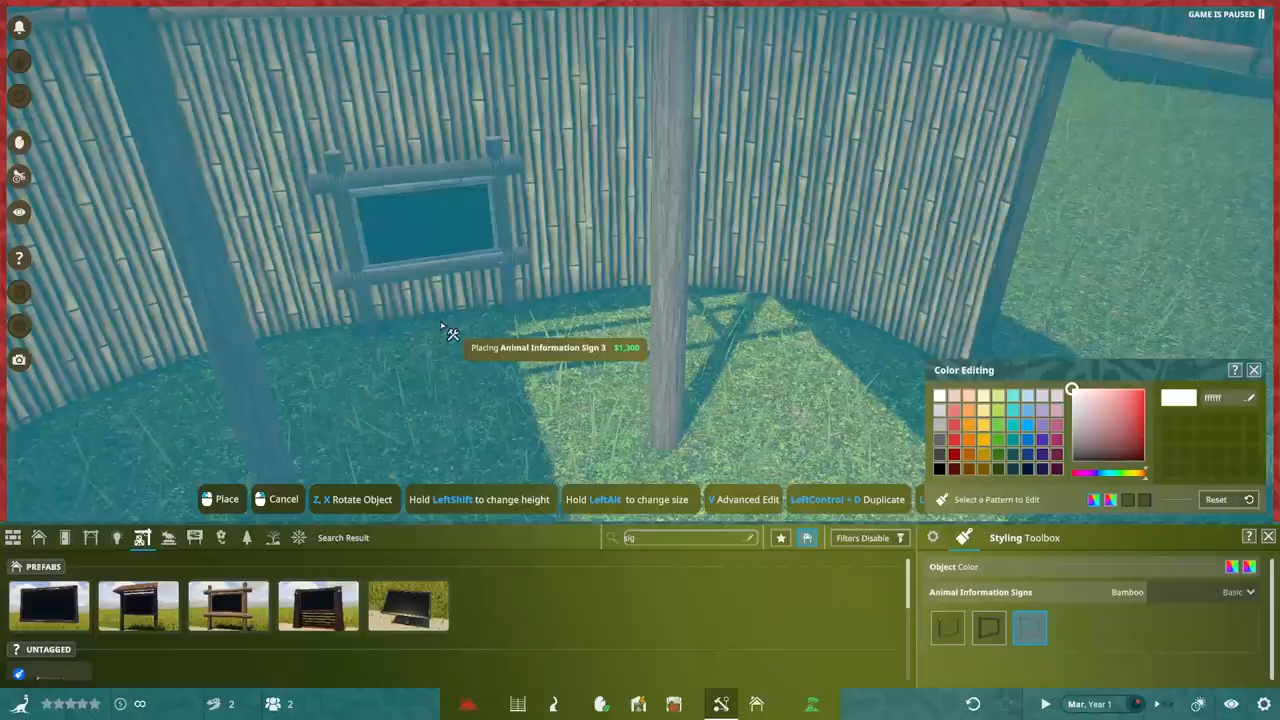 GAME IS PAUSED
Placing Animal Information Sign 3 $1,300
Color Editing
?
ffffff
Place
Cancel
Z, X Rotate Object
Hold LeftShift to change height
Hold LeftAlt to change size
V Advanced Edit
LeftControl + D Duplicate
L
Select a Pattern to Edit
Reset
Search Result
sig
Filters Disable
Styling Toolbox
?
PREFABS
Object Color
Animal Information Signs
Bamboo
Basic
? UNTAGGED
∞
2
2
Mar, Year 1